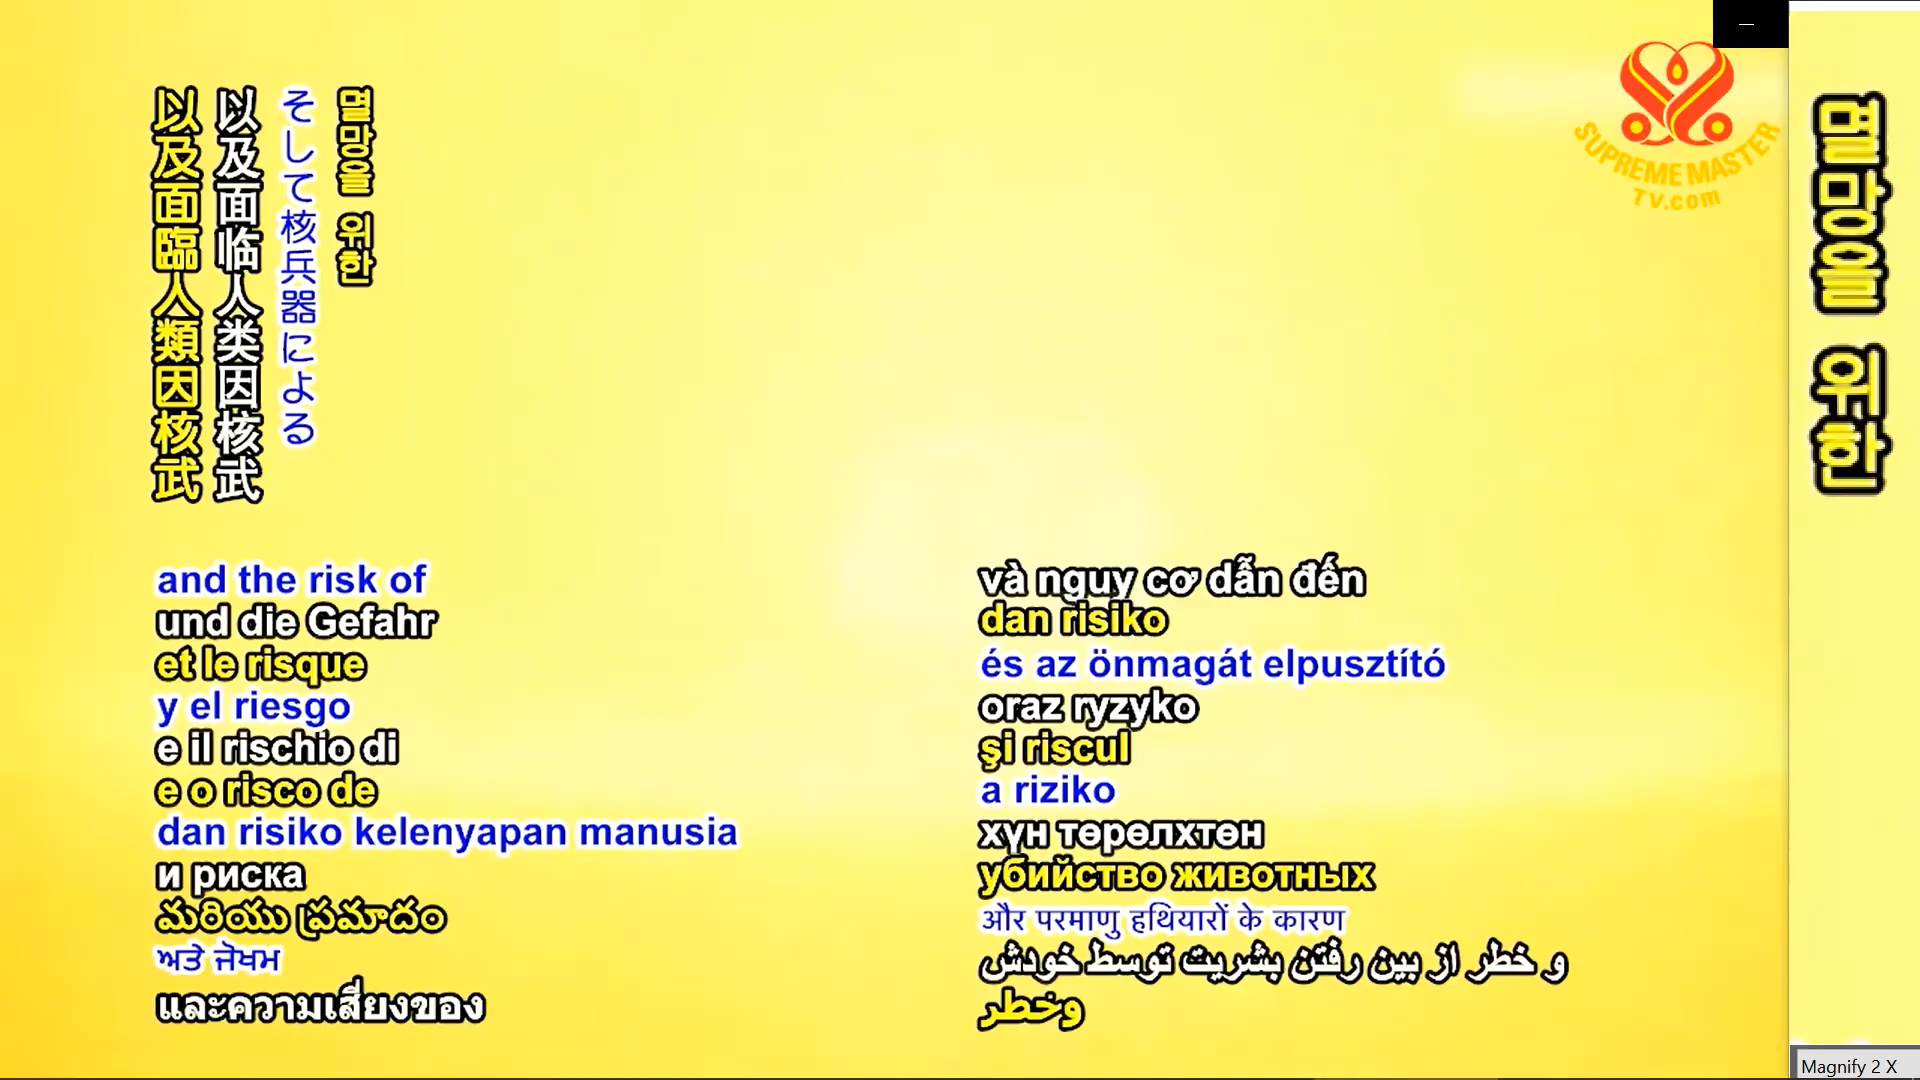 以及面臨人類因核武
以及面临人类因核武
そして核兵器による
멸망을 위한
SUPREME MASTER
TV.com
멸망을 위한
and the risk of
und die Gefahr
et le risque
y el riesgo
e il rischio di
e o risco de
dan risiko kelenyapan manusia
и риска
మరియు ప్రమాదం
ਅਤੇ ਜੋਖਮ
และความเสี่ยงของ
và nguy cơ dẫn đến
dan risiko
és az önmagát elpusztító
oraz ryzyko
şi riscul
a riziko
хүн төрөлхтөн
убийство животных
और परमाणु हथियारों के कारण
و خطر از بین رفتن بشریت توسط خودش
وخطر
Magnify 2 X